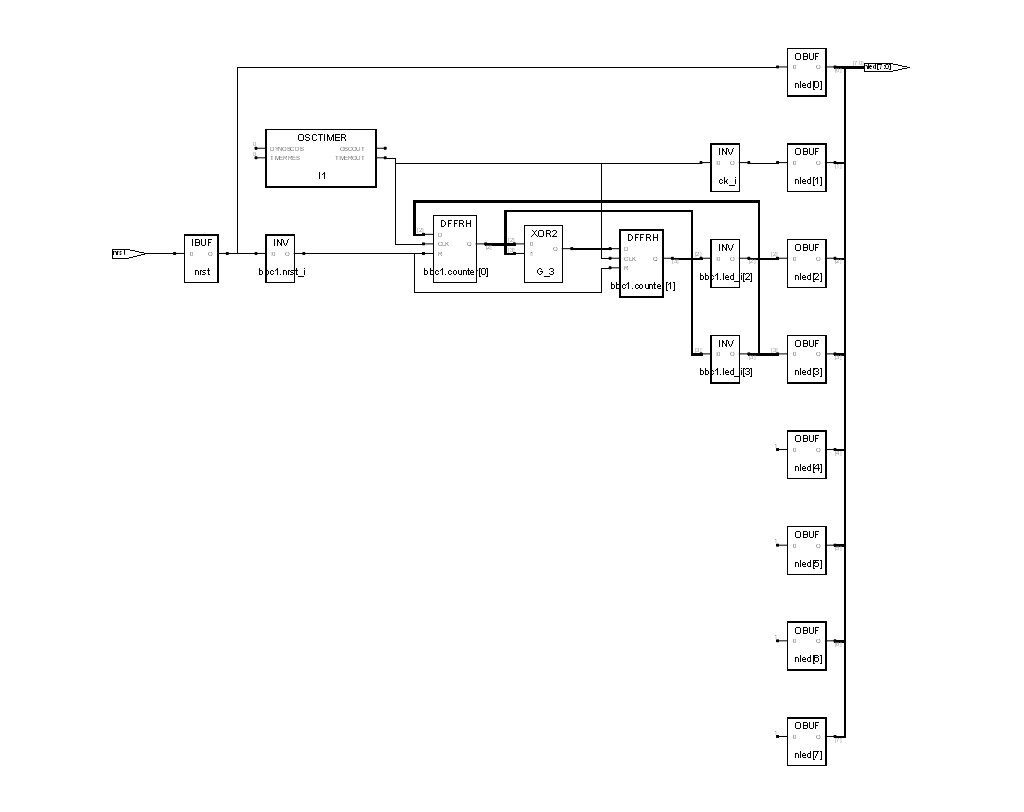 OBUF
nled[7:0]
nled[0]
OSCTIMER
DYNOSCDIS OSCOUT
TIMERRES TIMEROUT
I1
INV
ck_i
OBUF
nled[1]
nrst
IBUF
nrst
INV
bbc1.nrst_i
DFFRH
D
CLK Q
R
bbc1.counter[0]
XOR2
G_3
DFFRH
D
CLK Q
R
bbc1.counter[1]
INV
bbc1.led_i[2]
OBUF
nled[2]
INV
bbc1.led_i[3]
OBUF
nled[3]
OBUF
nled[4]
OBUF
nled[5]
OBUF
nled[6]
OBUF
nled[7]